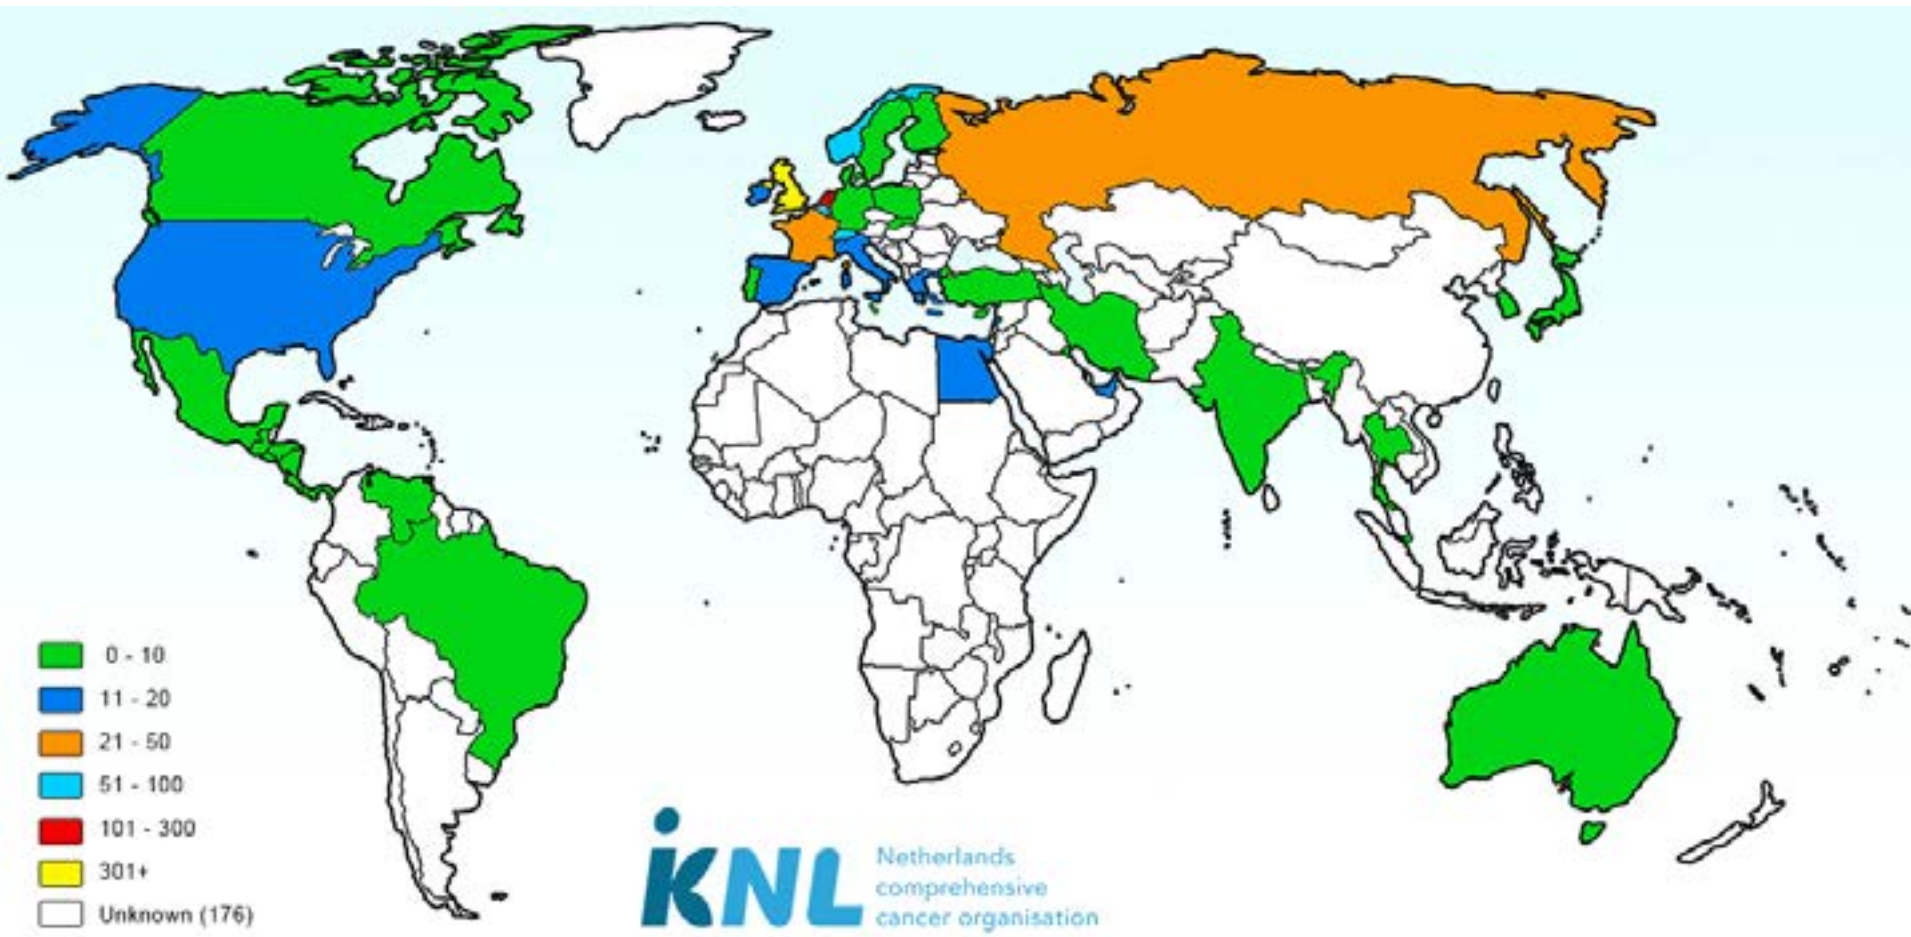 0 - 10
11 - 20
21 - 50
51 - 100
101 - 300
301+
Unknown (176)
iKNL
Netherlands
comprehensive
cancer organisation